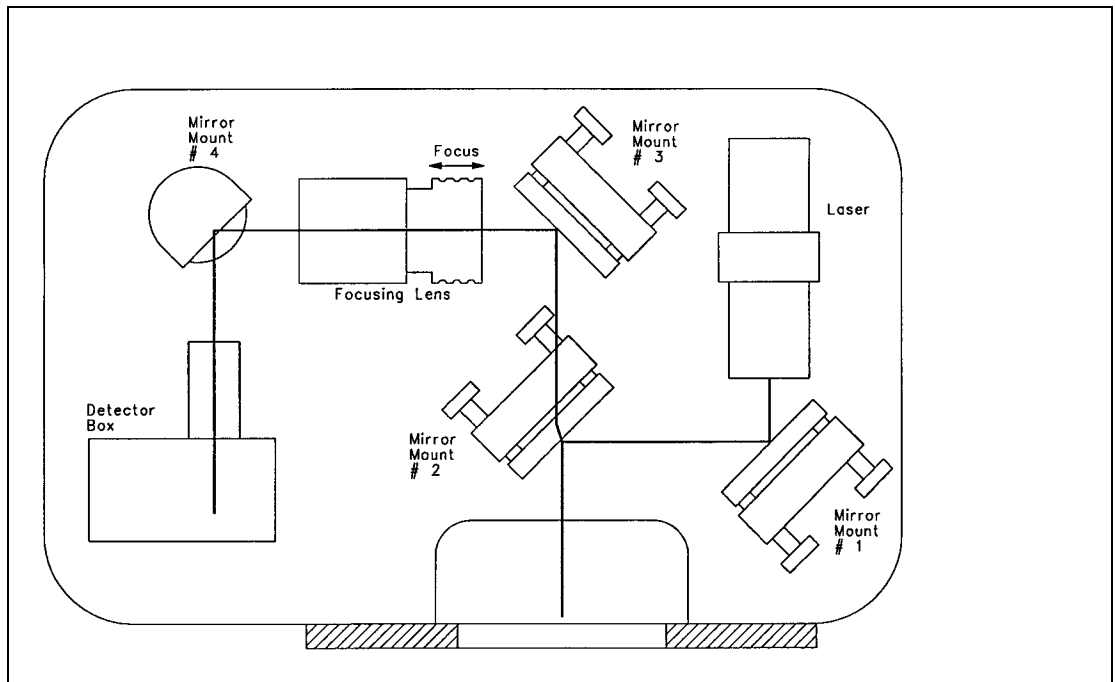 Mirror
Mount
# 4
Focus
Mirror
Mount
# 3
Laser
Focusing Lens
Detector
Box
Mirror
Mount
# 2
Mirror
Mount
# 1